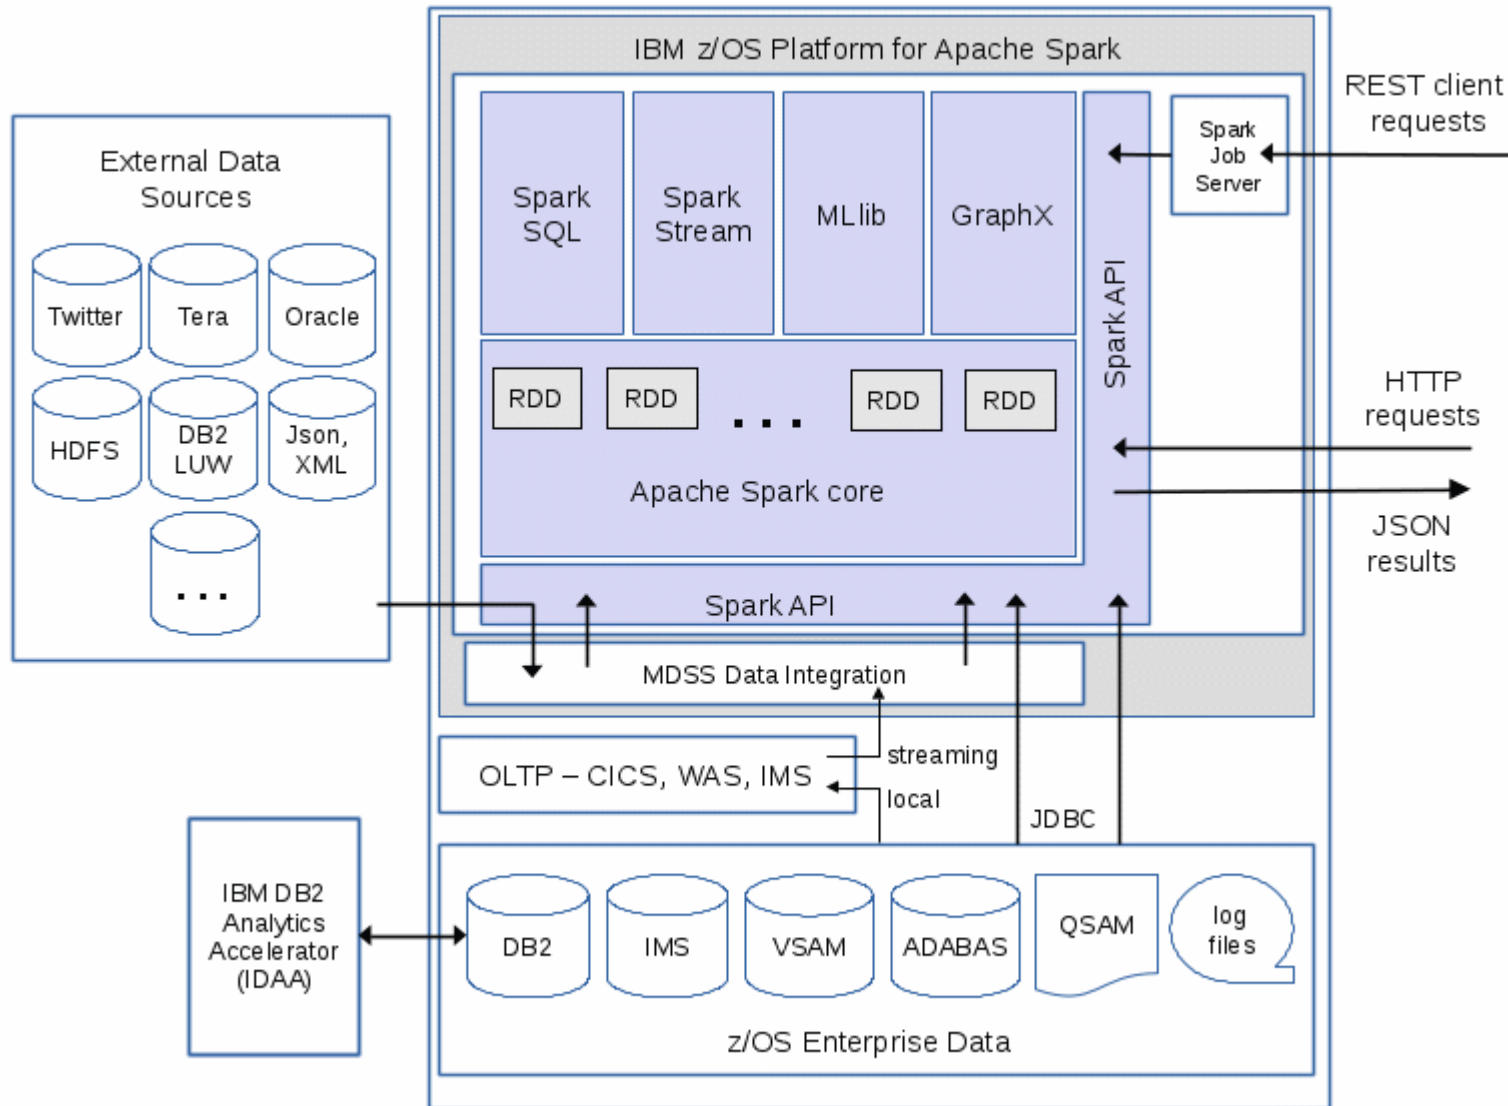 IBM z/OS Platform for Apache Spark
REST client
requests
External Data
Sources
Twitter
Tera
Oracle
HDFS
DB2
LUW
Json,
XML
...
Spark
SQL
Spark
Stream
MLlib
GraphX
Spark API
Spark
Job
Server
RDD
RDD
...
RDD
RDD
Apache Spark core
HTTP
requests
JSON
results
Spark API
MDSS Data Integration
OLTP – CICS, WAS, IMS
streaming
local
JDBC
IBM DB2
Analytics
Accelerator
(IDAA)
DB2
IMS
VSAM
ADABAS
QSAM
log
files
z/OS Enterprise Data